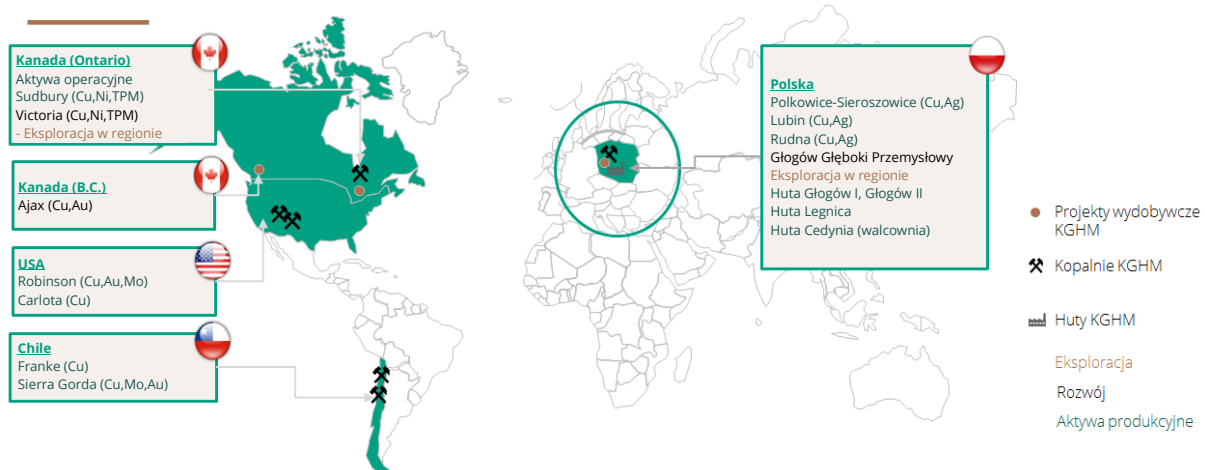 Kanada (Ontario)
Aktywa operacyjne
Sudbury (Cu,Ni,TPM)
Victoria (Cu,Ni,TPM)
- Eksploracja w regionie
Kanada (B.C.)
Ajax (Cu,Au)
USA
Robinson (Cu,Au,Mo)
Carlota (Cu)
Chile
Franke (Cu)
Sierra Gorda (Cu,Mo,Au)
Polska
Polkowice-Sieroszowice (Cu,Ag)
Lubin (Cu,Ag)
Rudna (Cu,Ag)
Głogów Głęboki Przemysłowy
Eksploracja w regionie
Huta Głogów I, Głogów II
Huta Legnica
Huta Cedynia (walcownia)
Projekty wydobywcze
KGHM
Kopalnie KGHM
Huty KGHM
Eksploracja
Rozwój
Aktywa produkcyjne